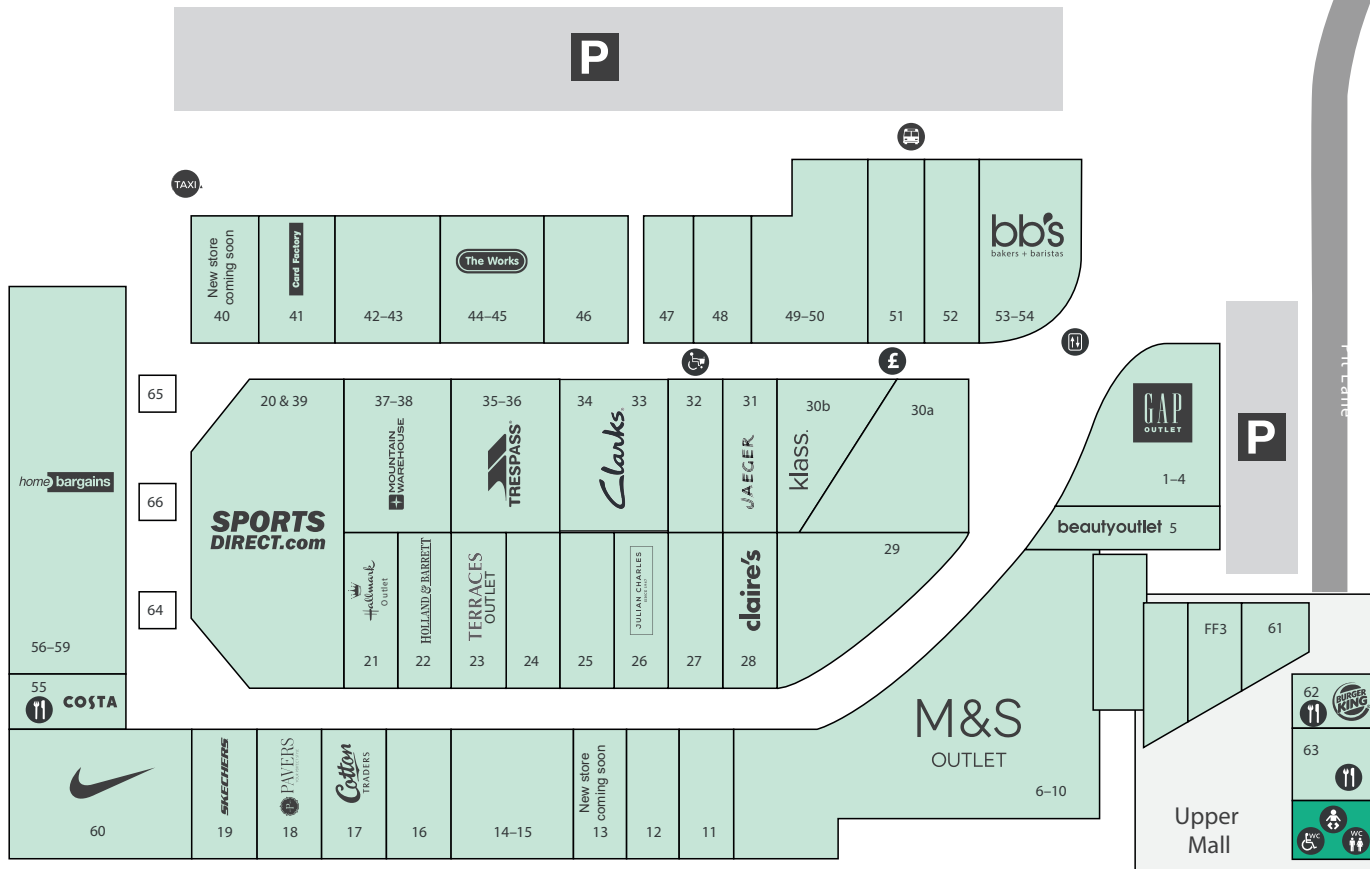 P
TAXI
New store
coming soon
40
Card Factory
41
42–43
The Works
44–45
46
47
48
49–50
51
52
bb's
bakers + baristas
53–54
£
home bargains
56–59
65
66
64
20 & 39
SPORTS
DIRECT.com
37–38
MOUNTAIN
WAREHOUSE
35–36
TRESPASS
34
33
Clarks
32
31
JAEGER
30b
klass.
30a
GAP
OUTLET
1–4
P
Pit Lane
beautyoutlet 5
Hallmark
Outlet
21
HOLLAND & BARRETT
22
TERRACES
OUTLET
23
24
25
JULIAN CHARLES
26
27
claire's
28
29
55
COSTA
60
SKECHERS
19
PAVERS
18
Cotton
TRADERS
17
16
14–15
New store
coming soon
13
12
11
M&S
OUTLET
6–10
FF3
61
62
BURGER
KING
63
WC
WC
Upper
Mall